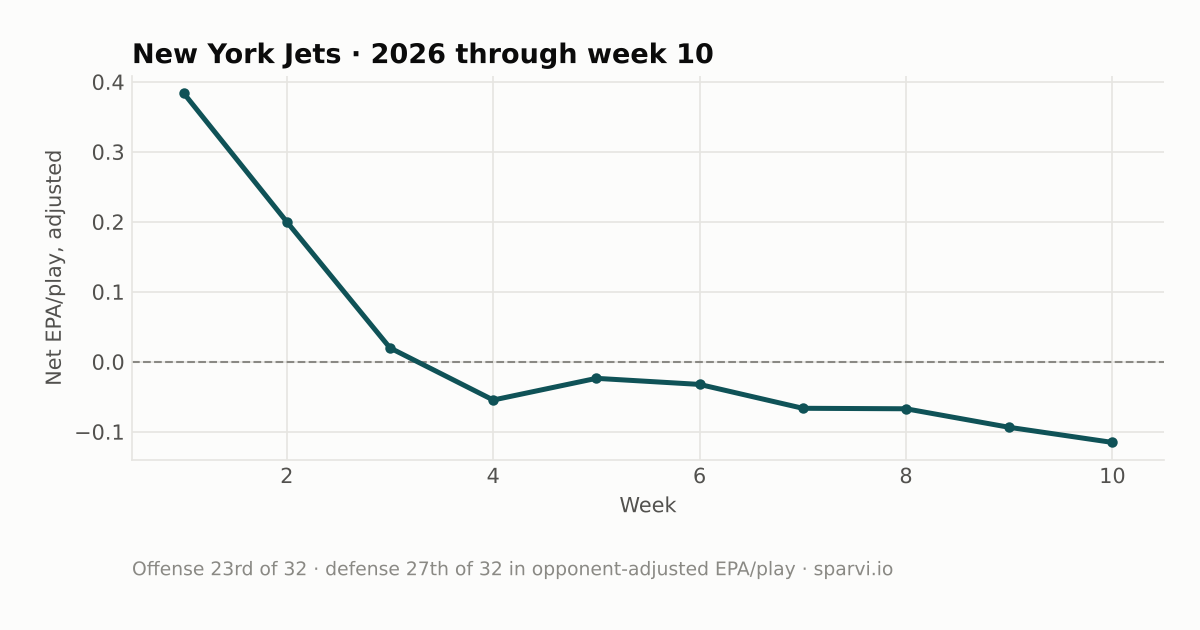 New York Jets · 2026 through week 10
0.4
0.3
0.2
0.1
0.0
−0.1
Net EPA/play, adjusted
2 4 6 8 10
Week
Offense 23rd of 32 · defense 27th of 32 in opponent-adjusted EPA/play · sparvi.io